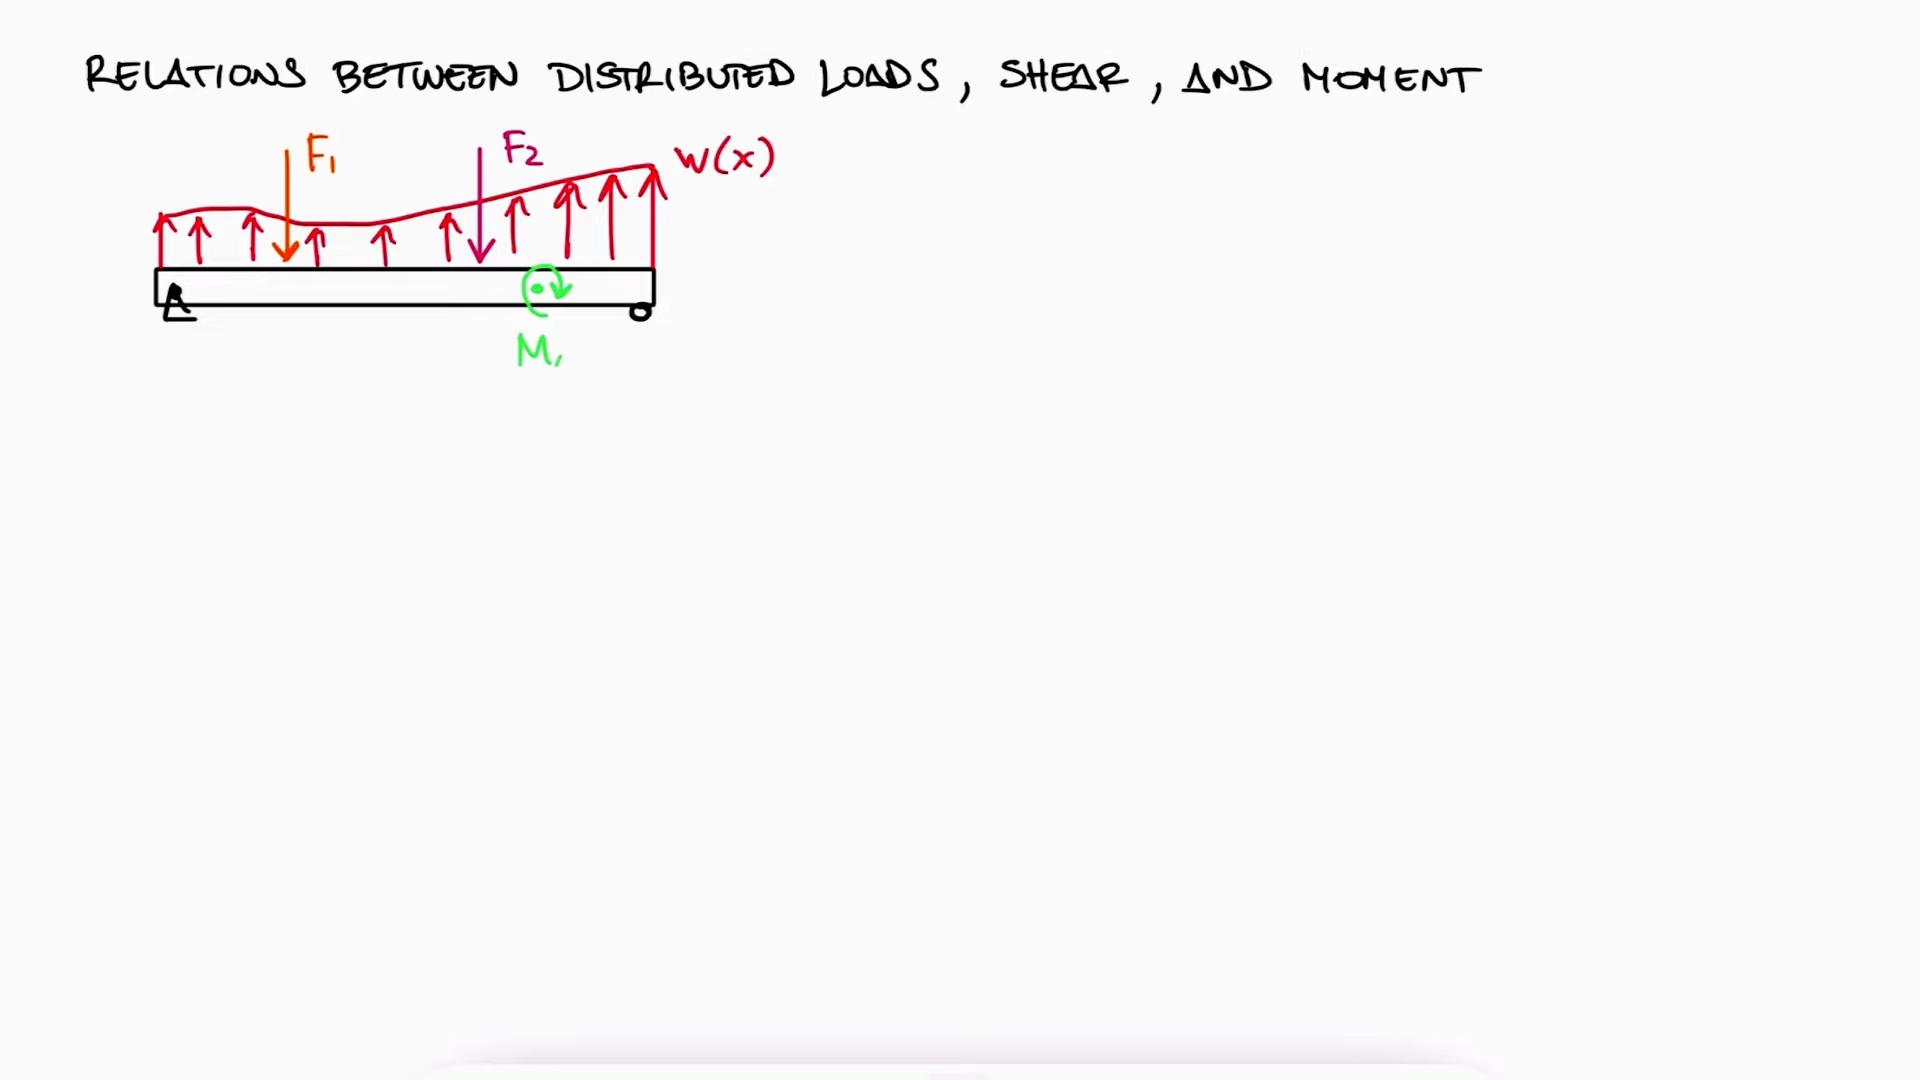 RELATIONS BETWEEN DISTRIBUTED LOADS, SHEAR, AND MOMENT
F1
F2
W(x)
M1